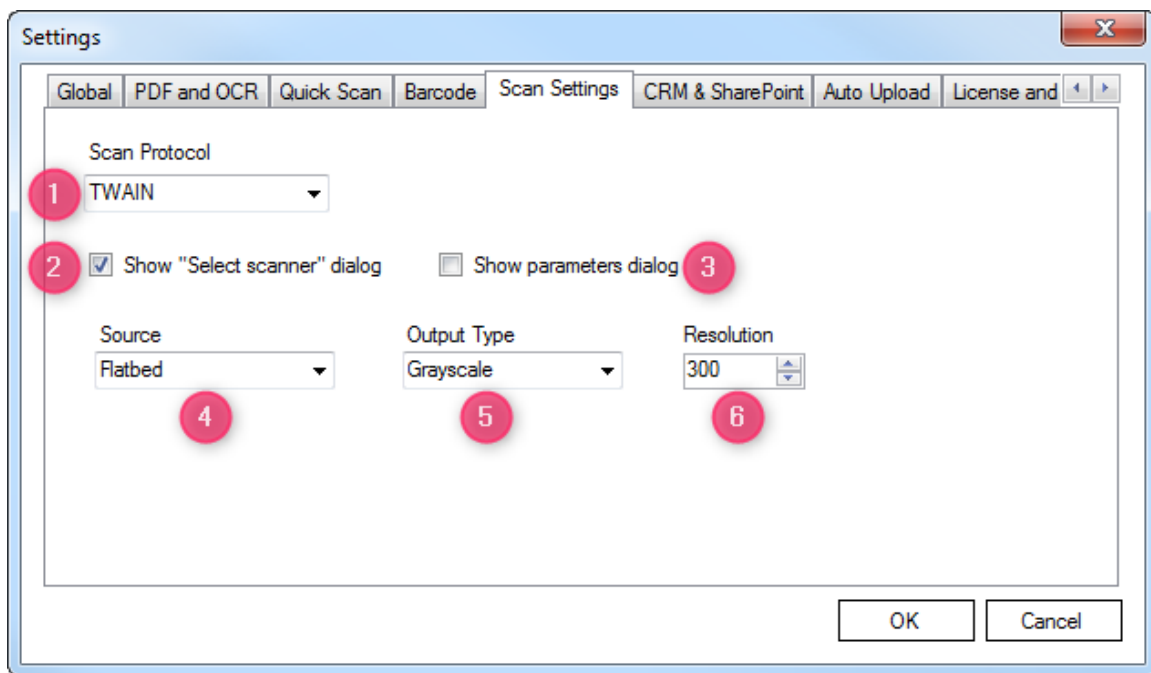 Settings
Global PDF and OCR Quick Scan Barcode Scan Settings CRM & SharePoint Auto Upload License and
Scan Protocol
1 TWAIN
2 Show "Select scanner" dialog Show parameters dialog 3
Source Output Type Resolution
Flatbed Grayscale 300
4 5 6
OK Cancel